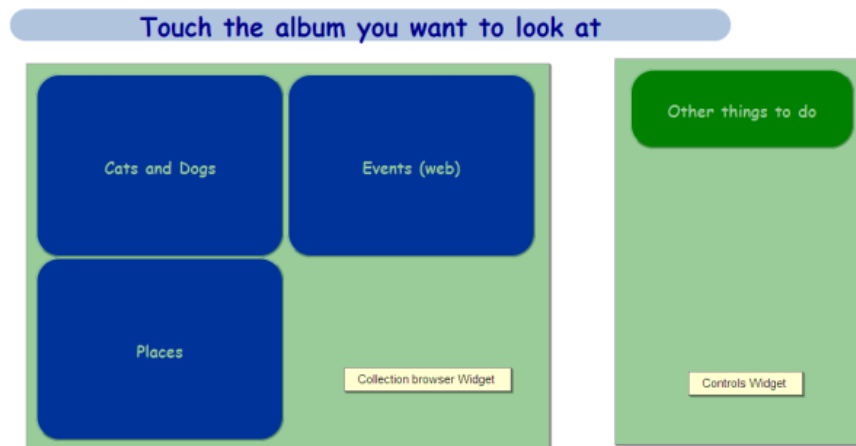 Touch the album you want to look at
Cats and Dogs
Events (web)
Places
Collection browser Widget
Other things to do
Controls Widget